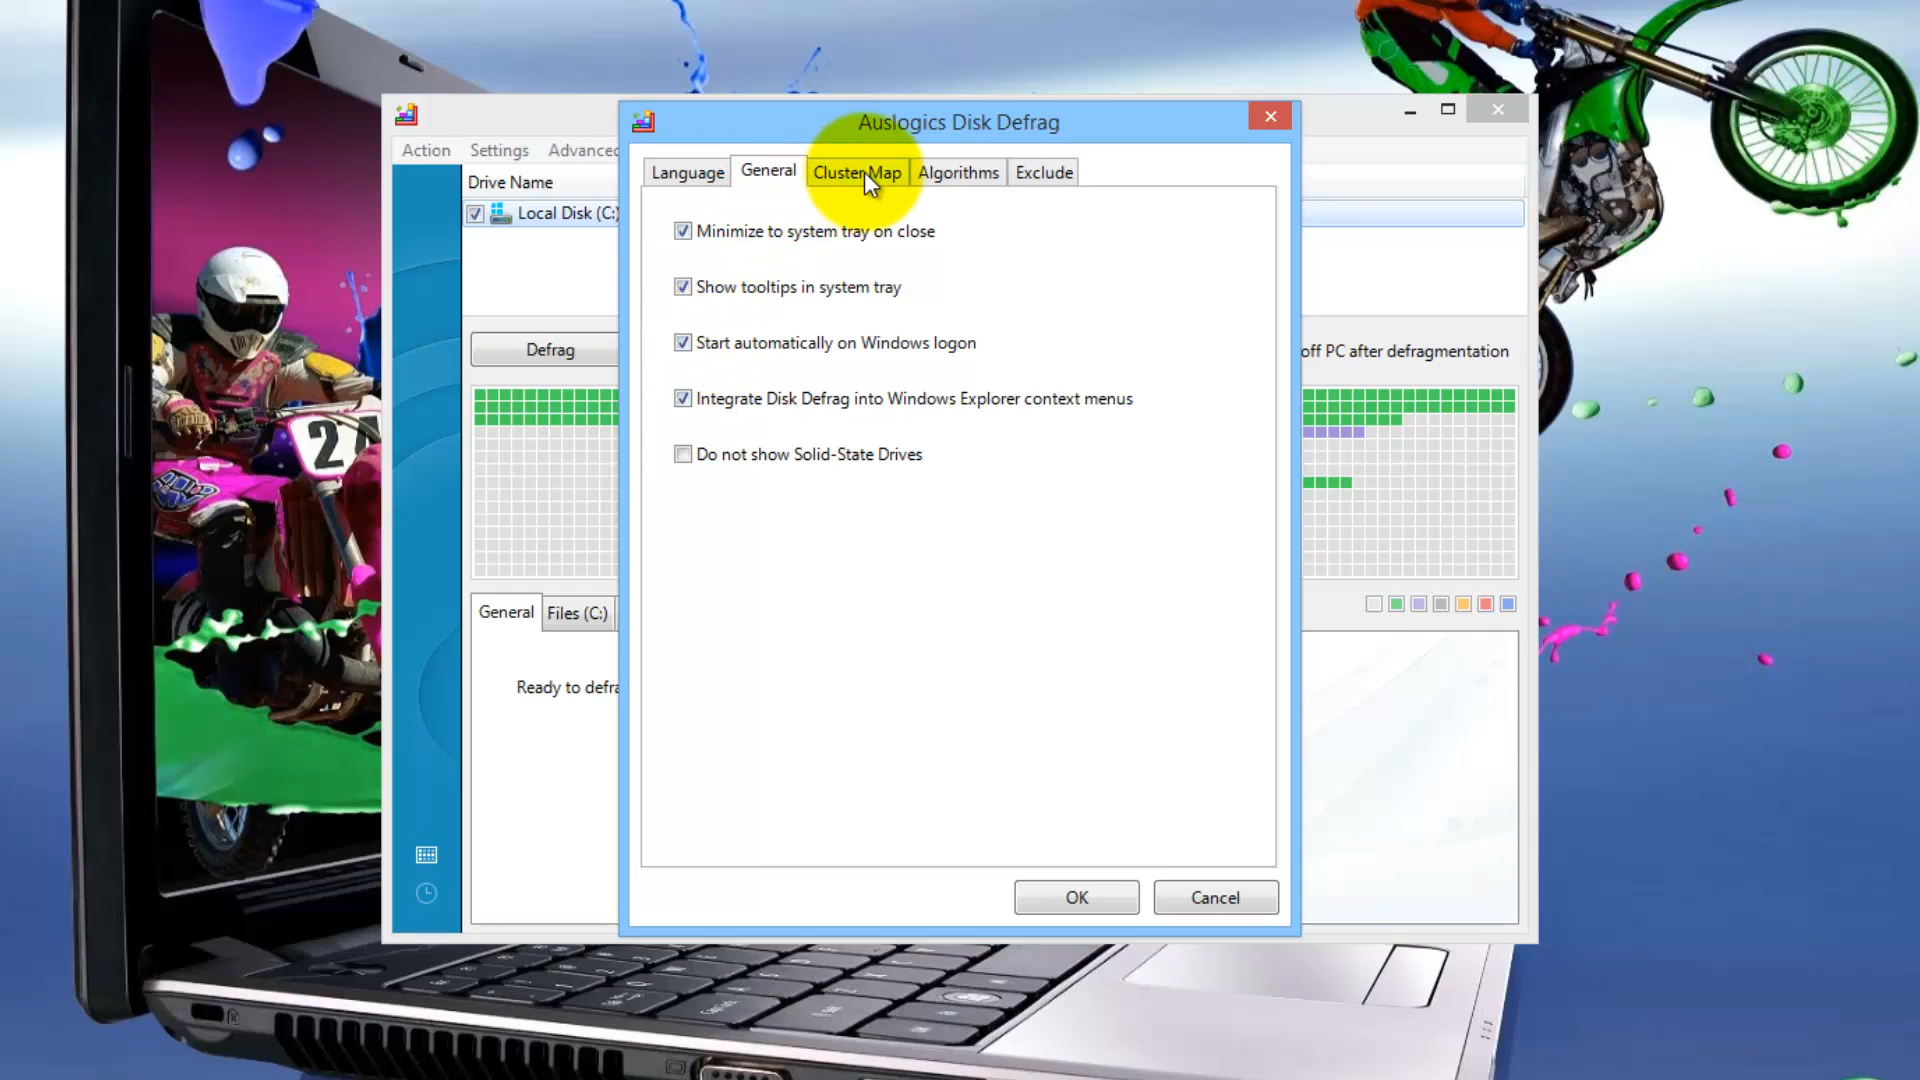 Auslogics Disk Defrag
Action Settings Advanced
Language General Cluster Map Algorithms Exclude
Drive Name
Local Disk (C:)
Minimize to system tray on close
Show tooltips in system tray
Start automatically on Windows logon
Defrag
off PC after defragmentation
Integrate Disk Defrag into Windows Explorer context menus
Do not show Solid-State Drives
General Files (C:)
Ready to defra
OK Cancel
24